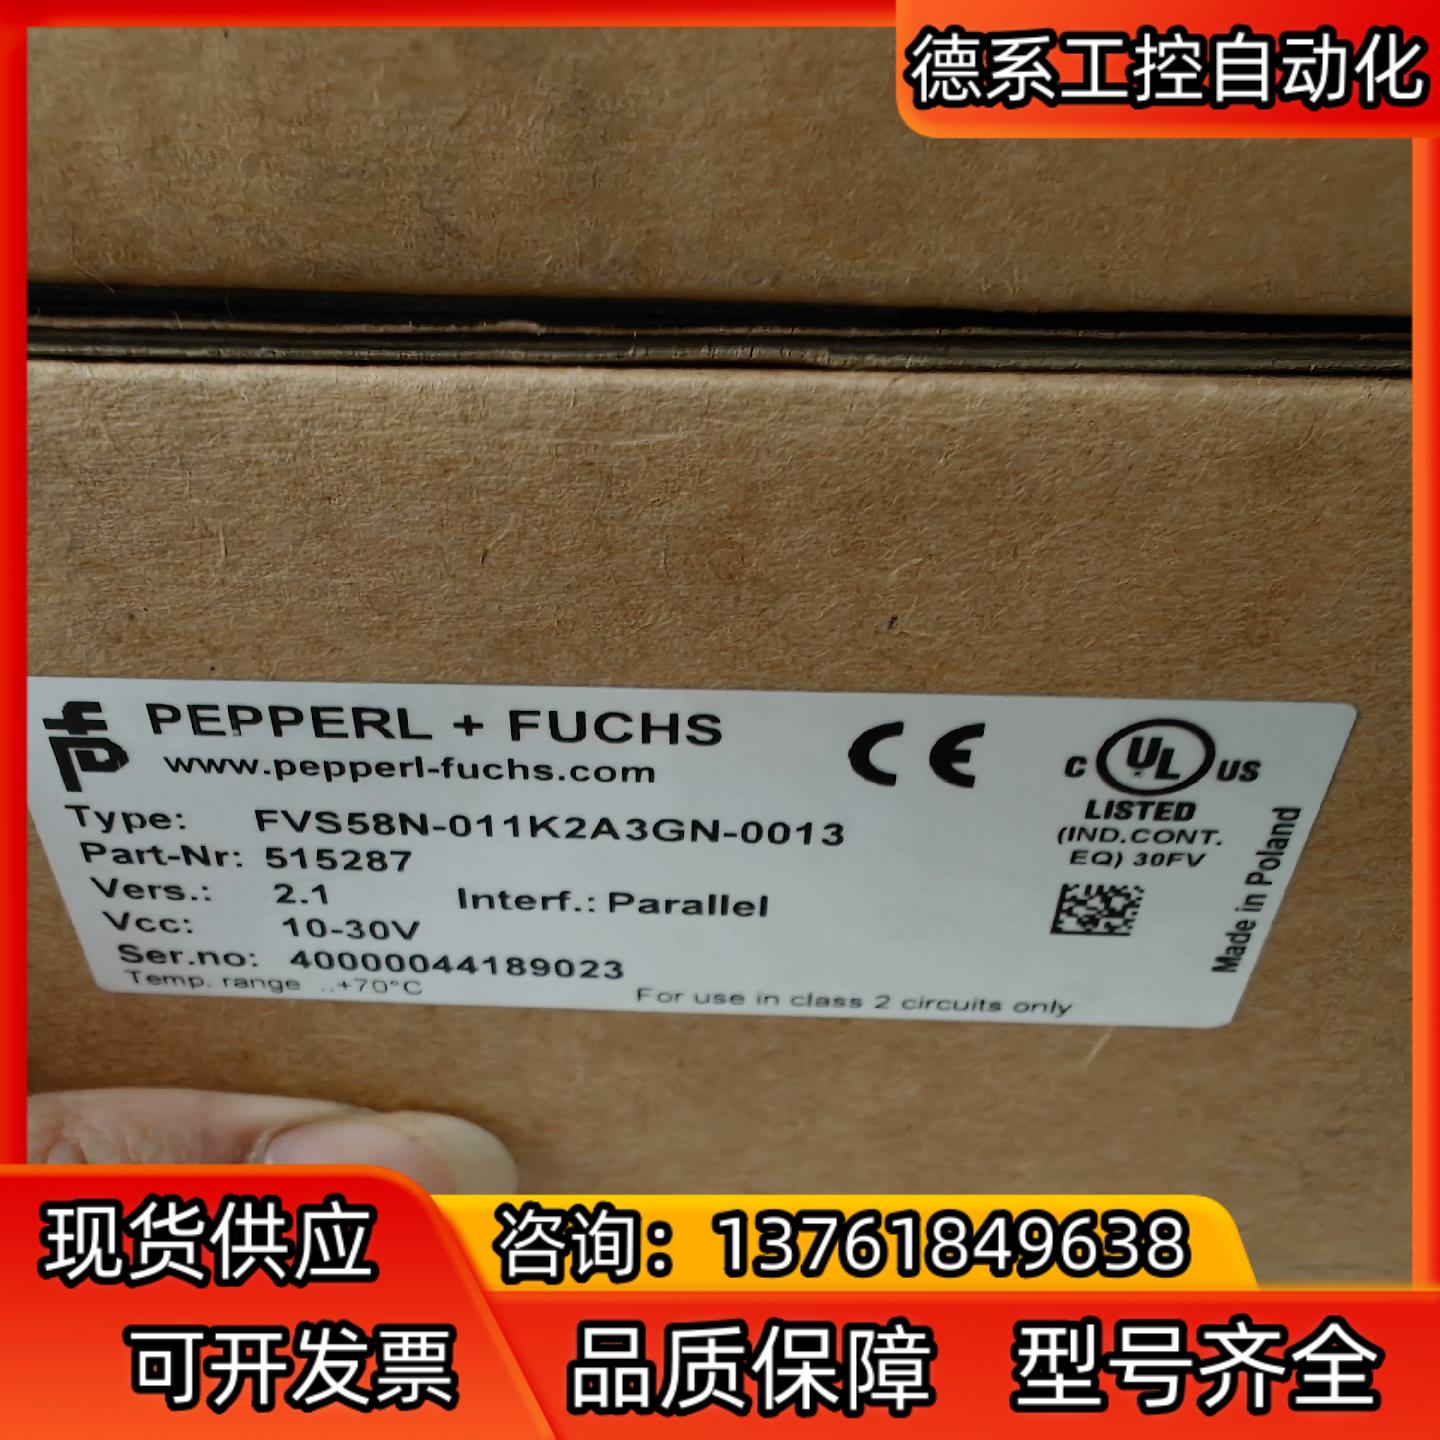 德系工控自动化
PEPPERL + FUCHS
www.pepperl-fuchs.com
CE
C UL US
LISTED
(IND.CONT.
EQ) 30FV
Made in Poland
Type: FVS58N-011K2A3GN-0013
Part-Nr: 515287
Vers.: 2.1 Interf.: Parallel
Vcc: 10-30V
Ser.no: 40000044189023
Temp. range ..+70°C
For use in class 2 circuits only
现货供应
咨询：13761849638
可开发票
品质保障 型号齐全